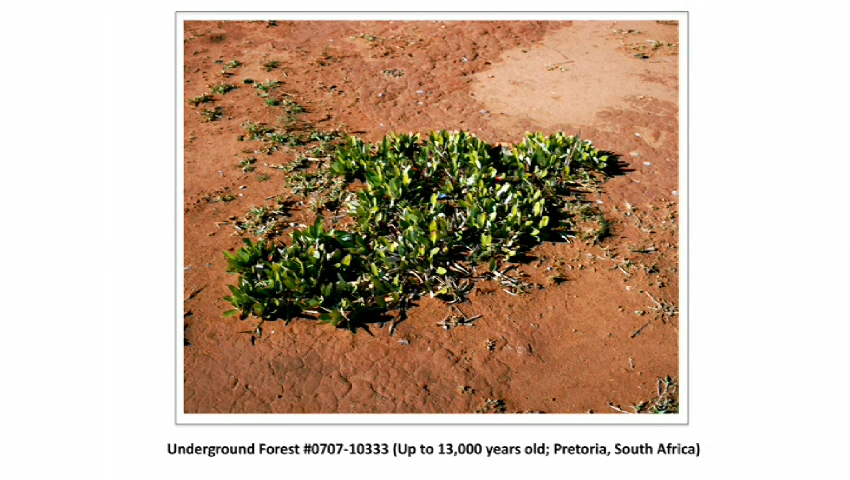 Underground Forest #0707-10333 (Up to 13,000 years old; Pretoria, South Africa)